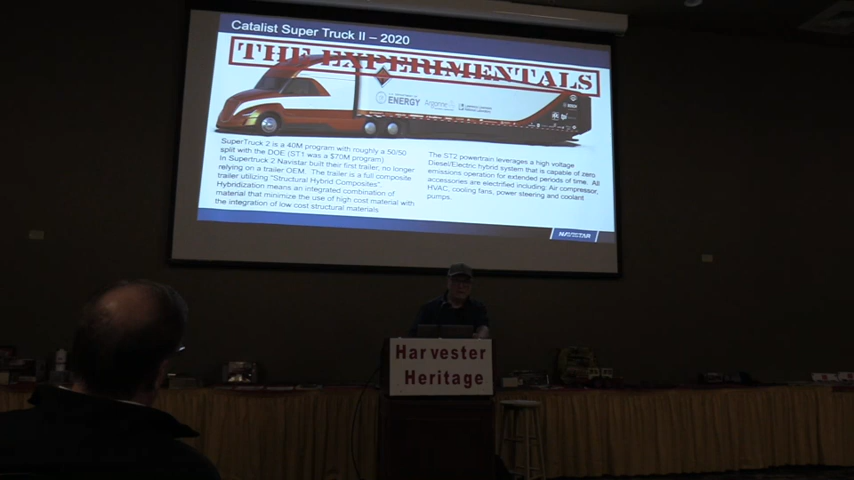 Catalist Super Truck II – 2020
THE EXPERIMENTALS
ENERGY
Argonne
SuperTruck 2 is a 40M program with roughly a 50/50
split with the DOE (ST1 was a $70M program)
In Supertruck 2 Navistar built their first trailer, no longer
relying on a trailer OEM. The trailer is a full composite
trailer utilizing "Structural Hybrid Composites".
Hybridization means an integrated combination of
material that minimize the use of high cost material with
the integration of low cost structural materials
The ST2 powertrain leverages a high voltage
Diesel/Electric hybrid system that is capable of zero
emissions operation for extended periods of time. All
accessories are electrified including: Air compressor,
HVAC, cooling fans, power steering and coolant
pumps.
NAVISTAR
Harvester
Heritage